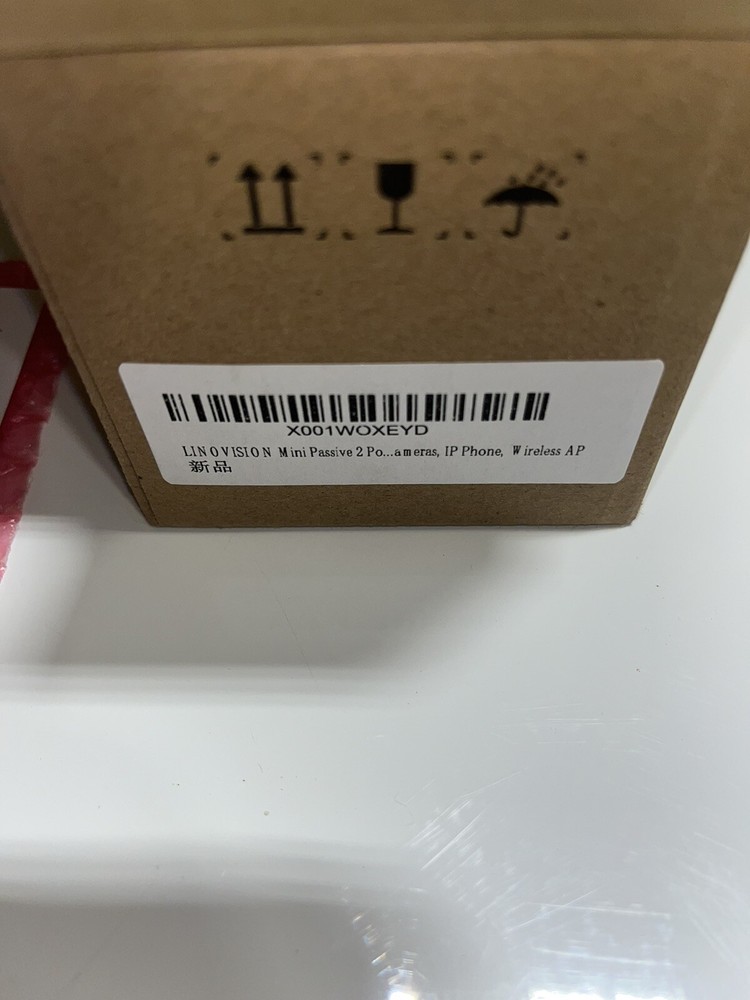 X001WOXEYD
LINOVISION Mini Passive 2 Po...ameras, IP Phone, Wireless AP
新品